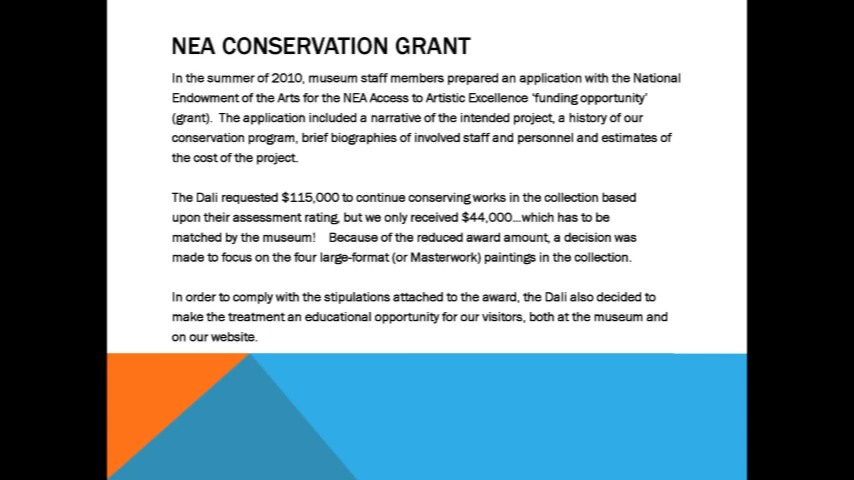 NEA CONSERVATION GRANT
In the summer of 2010, museum staff members prepared an application with the National
Endowment of the Arts for the NEA Access to Artistic Excellence 'funding opportunity'
(grant). The application included a narrative of the intended project, a history of our
conservation program, brief biographies of involved staff and personnel and estimates of
the cost of the project.
The Dali requested $115,000 to continue conserving works in the collection based
upon their assessment rating, but we only received $44,000...which has to be
matched by the museum! Because of the reduced award amount, a decision was
made to focus on the four large-format (or Masterwork) paintings in the collection.
In order to comply with the stipulations attached to the award, the Dali also decided to
make the treatment an educational opportunity for our visitors, both at the museum and
on our website.